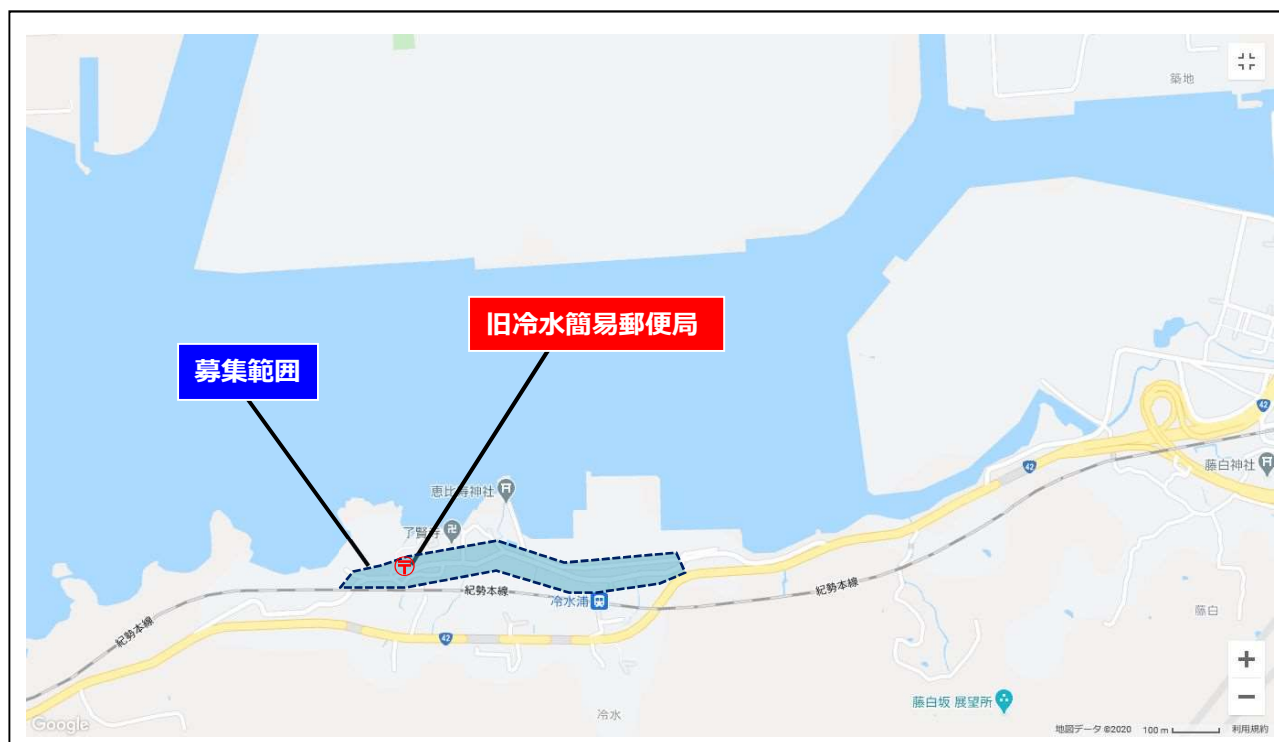 築地
旧冷水簡易郵便局
募集範囲
42
藤白神社
42
恵比寿神社
了賢寺
紀勢本線
冷水浦
紀勢本線
藤白
紀勢本線
42
藤白坂 展望所
冷水
Google
地図データ ©2020 100 m 利用規約